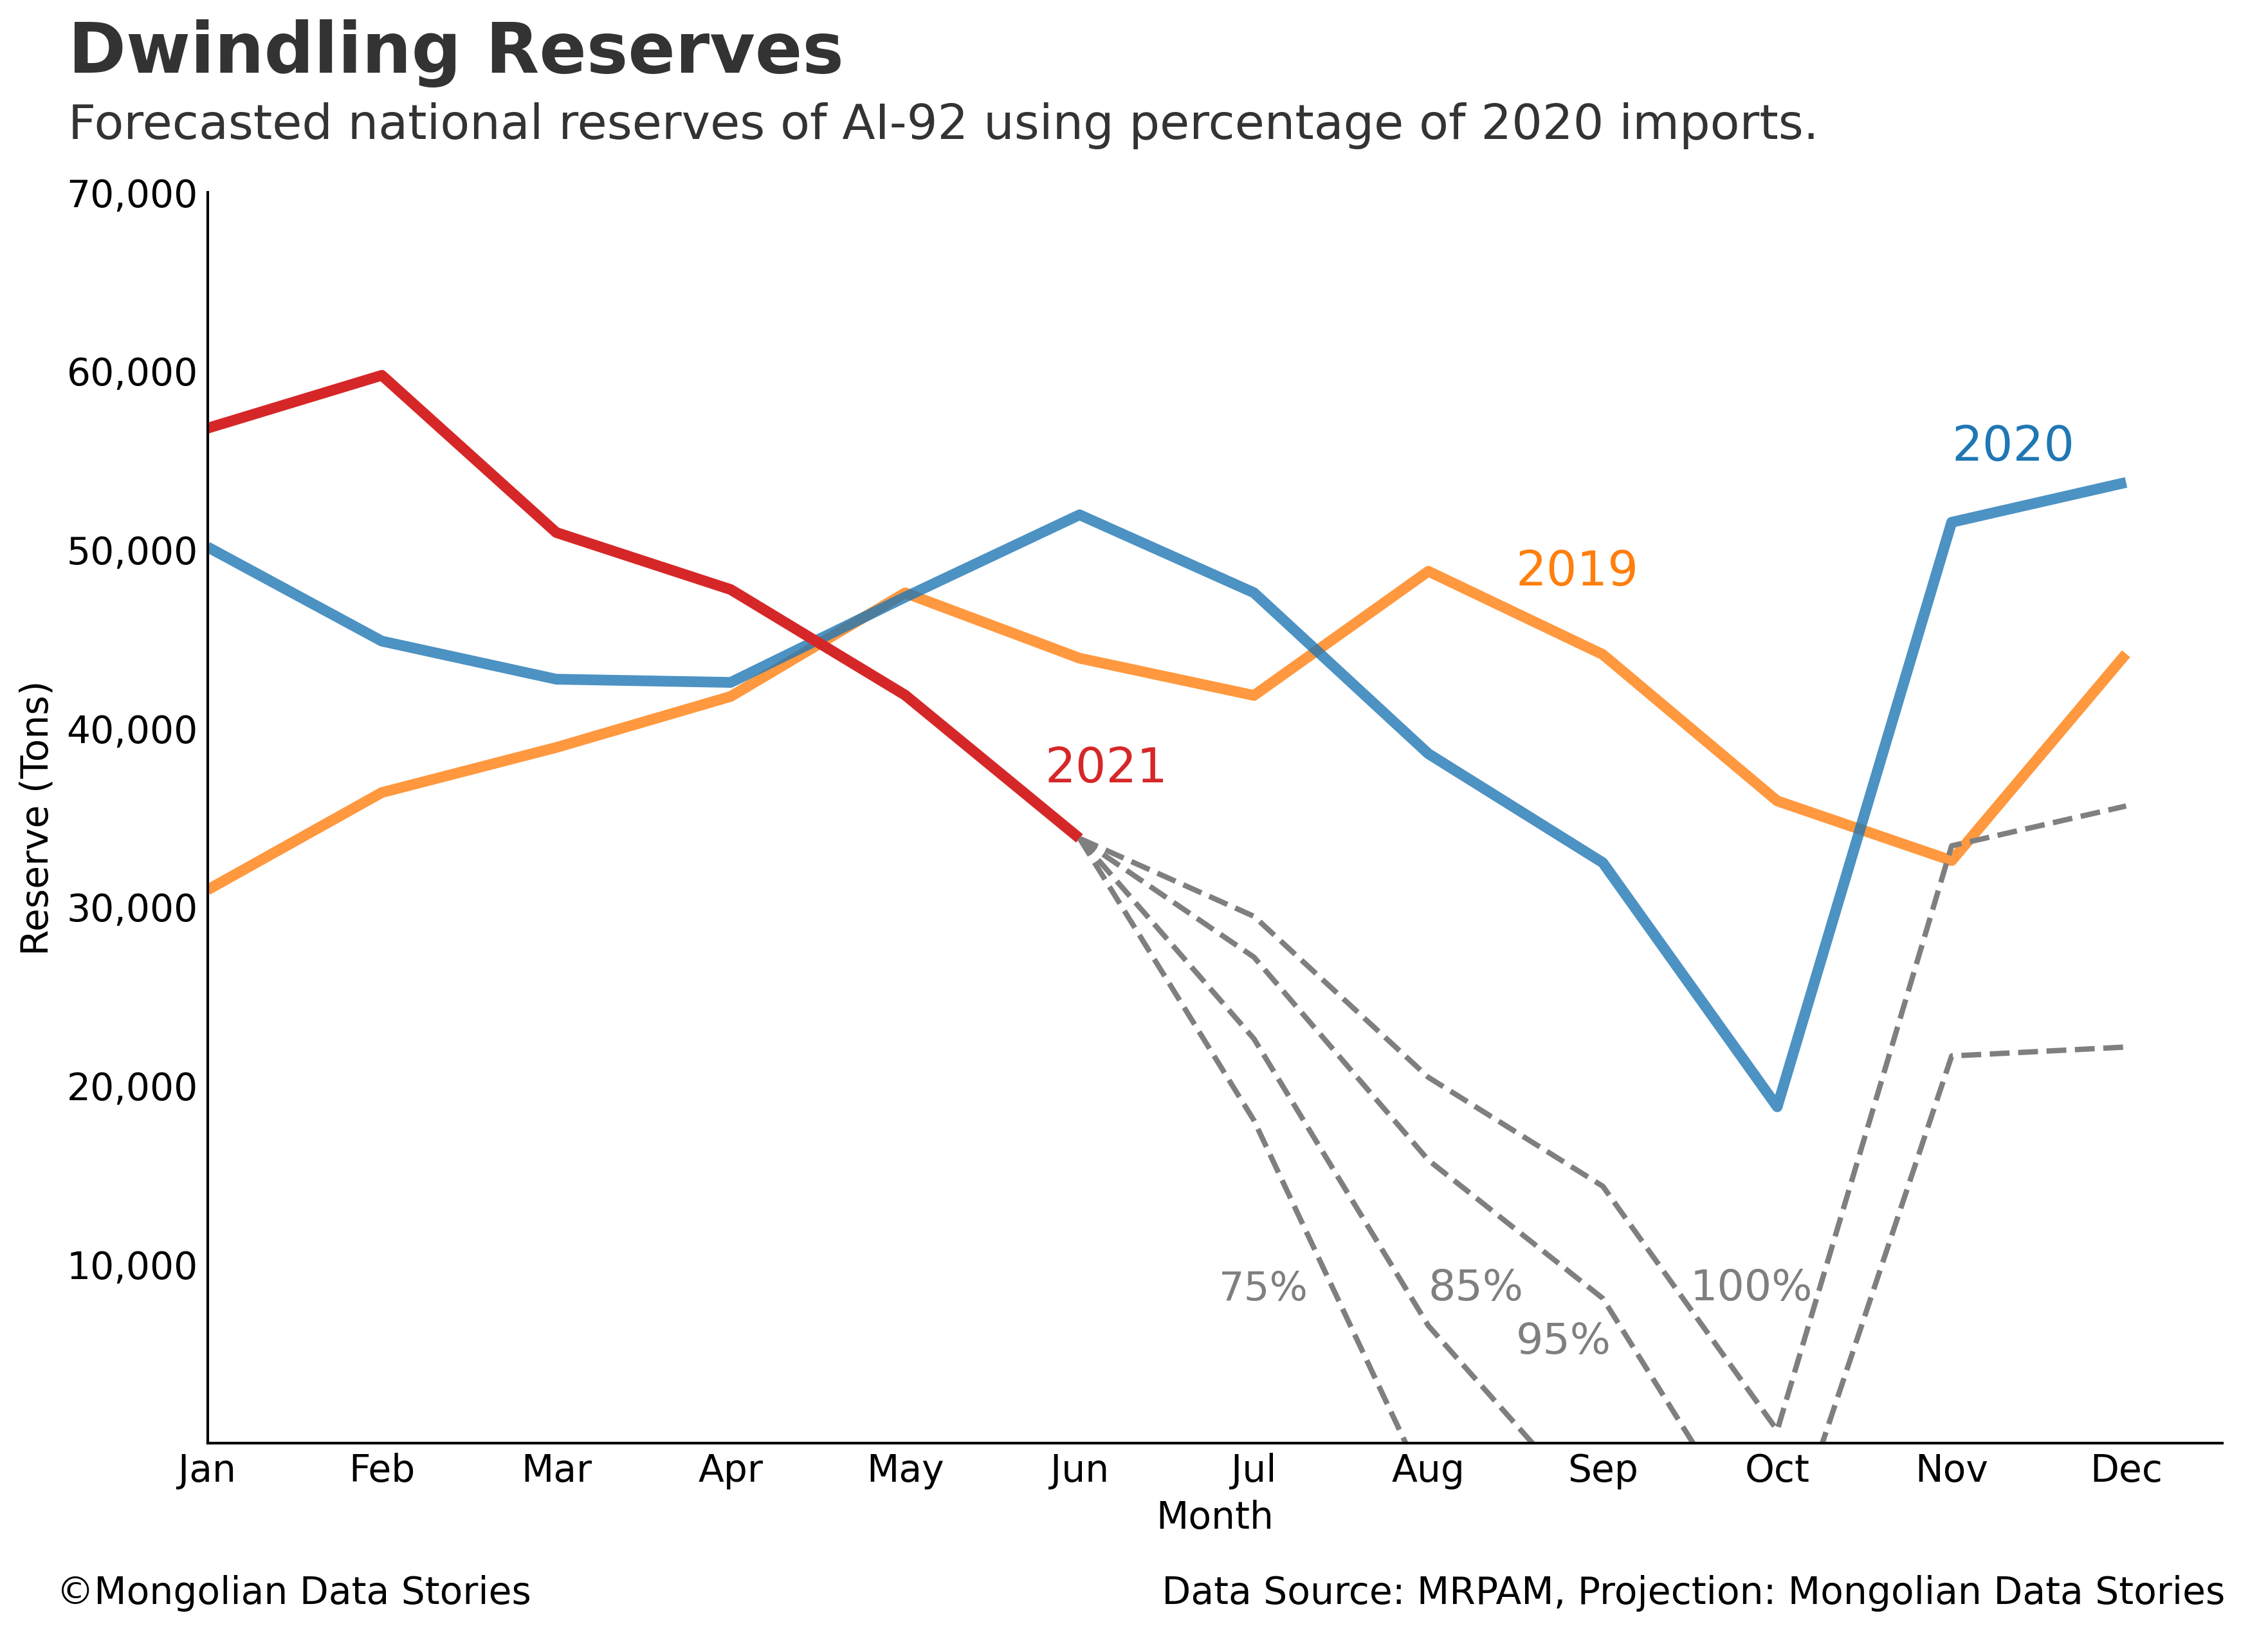 Dwindling Reserves
Forecasted national reserves of AI-92 using percentage of 2020 imports.
70,000
60,000
50,000
40,000
30,000
20,000
10,000
Reserve (Tons)
2020
2019
2021
75%
85%
95%
100%
Jan Feb Mar Apr May Jun Jul Aug Sep Oct Nov Dec
Month
©Mongolian Data Stories
Data Source: MRPAM, Projection: Mongolian Data Stories